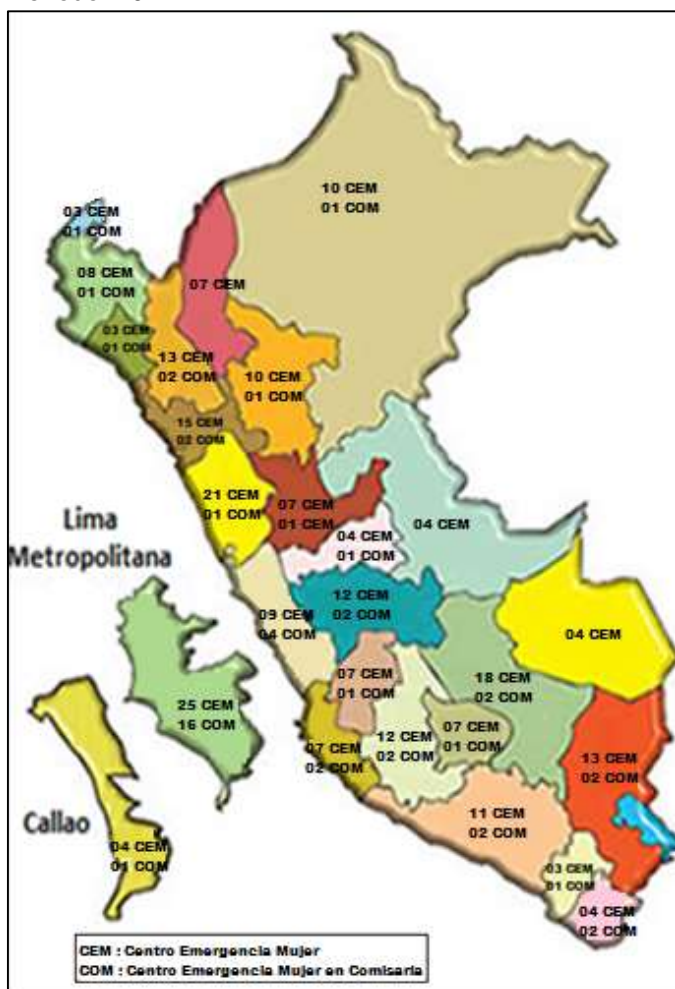 10 CEM
01 COM
03 CEM
01 COM
08 CEM
01 COM
07 CEM
03 CEM
01 COM
13 CEM
02 COM
10 CEM
01 COM
15 CEM
02 COM
21 CEM
01 COM
07 CEM
01 CEM
04 CEM
04 CEM
01 COM
Lima
Metropolitana
12 CEM
02 COM
09 CEM
04 COM
04 CEM
07 CEM
01 COM
18 CEM
02 COM
25 CEM
16 COM
07 CEM
02 COM
12 CEM
02 COM
07 CEM
01 COM
13 CEM
02 COM
11 CEM
02 COM
Callao
04 CEM
01 COM
03 CEM
01 COM
04 CEM
02 COM
CEM : Centro Emergencia Mujer
COM : Centro Emergencia Mujer en Comisaria